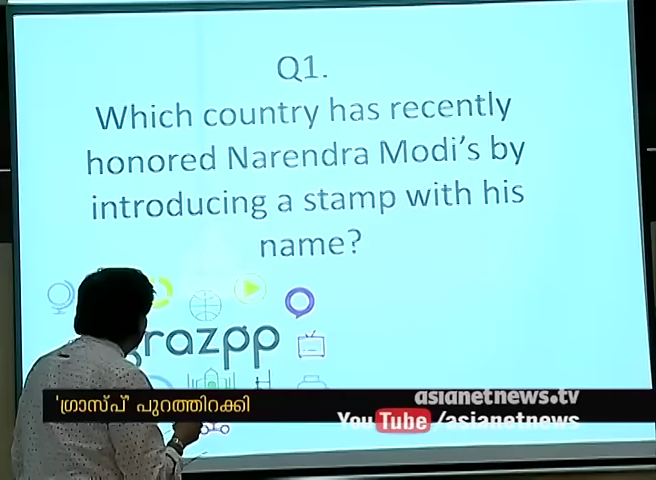 Q1.
Which country has recently
honored Narendra Modi's by
introducing a stamp with his
name?
grazpp
asianetnews.tv
'ഗ്രാസ്പ്' പുറത്തിറക്കി
YouTube /asianetnews